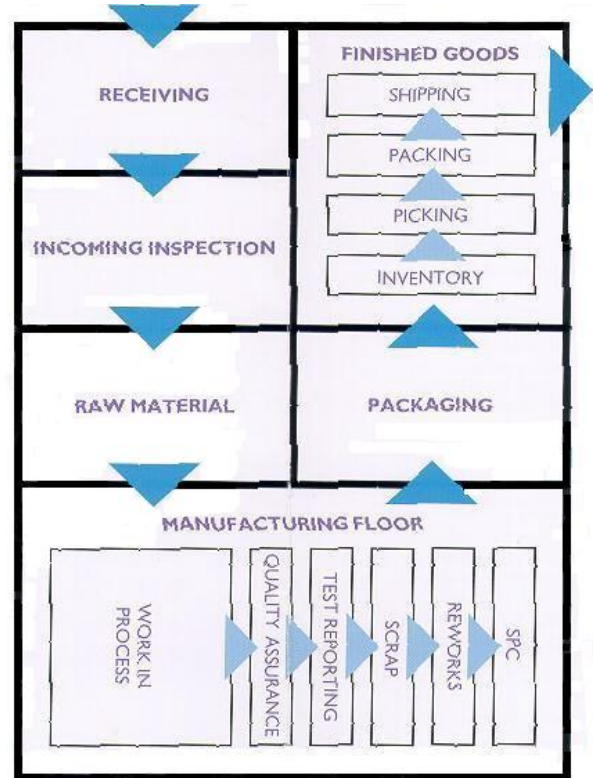 RECEIVING
INCOMING INSPECTION
RAW MATERIAL
FINISHED GOODS
SHIPPING
PACKING
PICKING
INVENTORY
PACKAGING
MANUFACTURING FLOOR
WORK IN
PROCESS
QUALITY ASSURANCE
TEST REPORTING
SCRAP
REWORKS
SPC